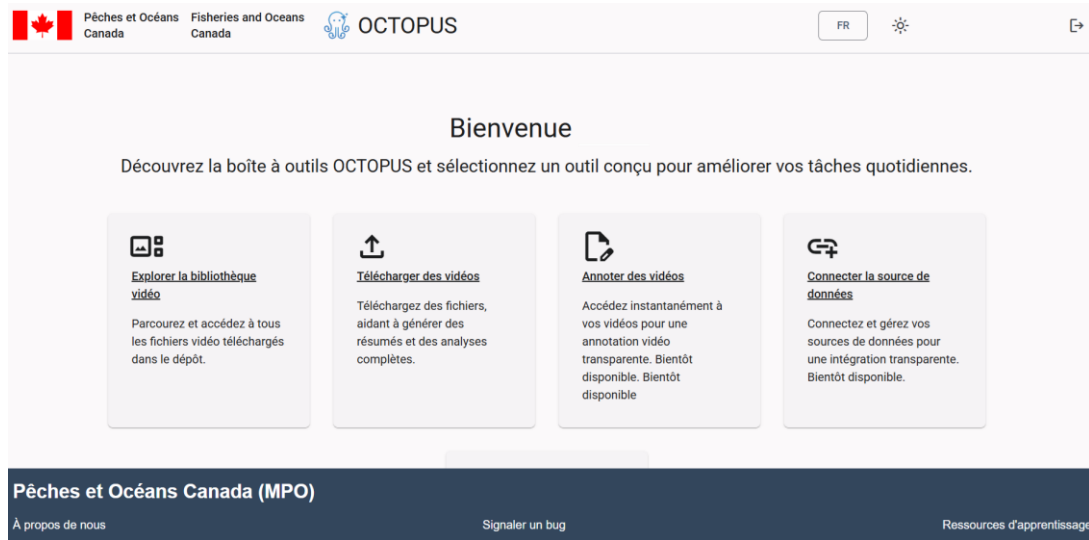 Pêches et Océans Canada
Fisheries and Oceans Canada
OCTOPUS
FR
Bienvenue
Découvrez la boîte à outils OCTOPUS et sélectionnez un outil conçu pour améliorer vos tâches quotidiennes.
Explorer la bibliothèque
vidéo
Parcourez et accédez à tous
les fichiers vidéo téléchargés
dans le dépôt.
Télécharger des vidéos
Téléchargez des fichiers,
aidant à générer des
résumés et des analyses
complètes.
Annoter des vidéos
Accédez instantanément à
vos vidéos pour une
annotation vidéo
transparente. Bientôt
disponible. Bientôt
disponible
Connecter la source de
données
Connectez et gérez vos
sources de données pour
une intégration transparente.
Bientôt disponible.
Pêches et Océans Canada (MPO)
À propos de nous
Signaler un bug
Ressources d'apprentissage